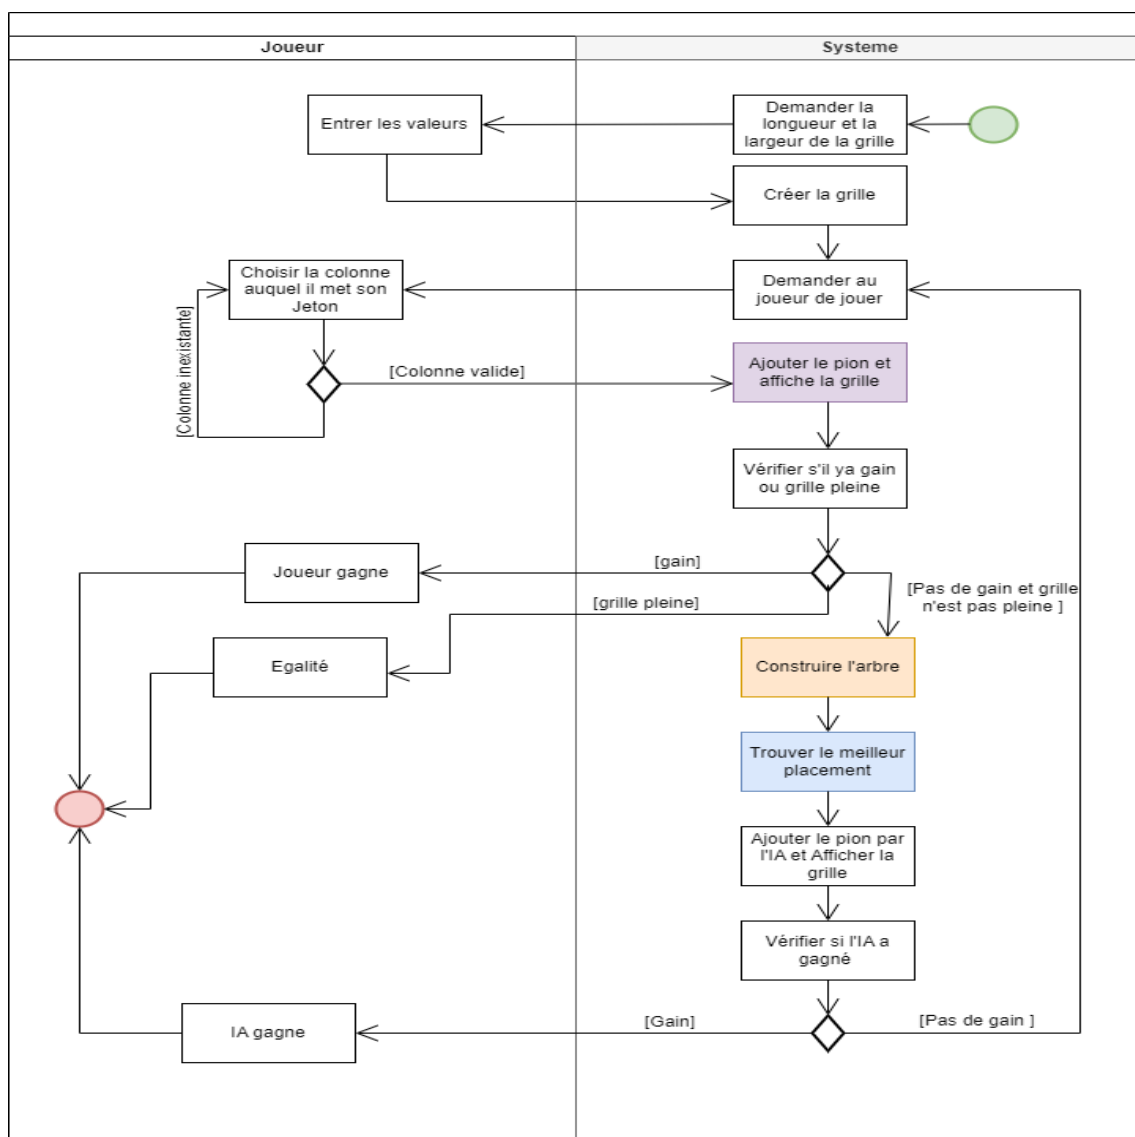 Joueur
Systeme
Entrer les valeurs
Demander la
longueur et la
largeur de la grille
Créer la grille
Choisir la colonne
auquel il met son
Jeton
Demander au
joueur de jouer
[Colonne inexistante]
[Colonne valide]
Ajouter le pion et
affiche la grille
Vérifier s'il ya gain
ou grille pleine
Joueur gagne
[gain]
[grille pleine]
[Pas de gain et grille
n'est pas pleine ]
Egalité
Construire l'arbre
Trouver le meilleur
placement
Ajouter le pion par
l'IA et Afficher la
grille
Vérifier si l'IA a
gagné
IA gagne
[Gain]
[Pas de gain ]